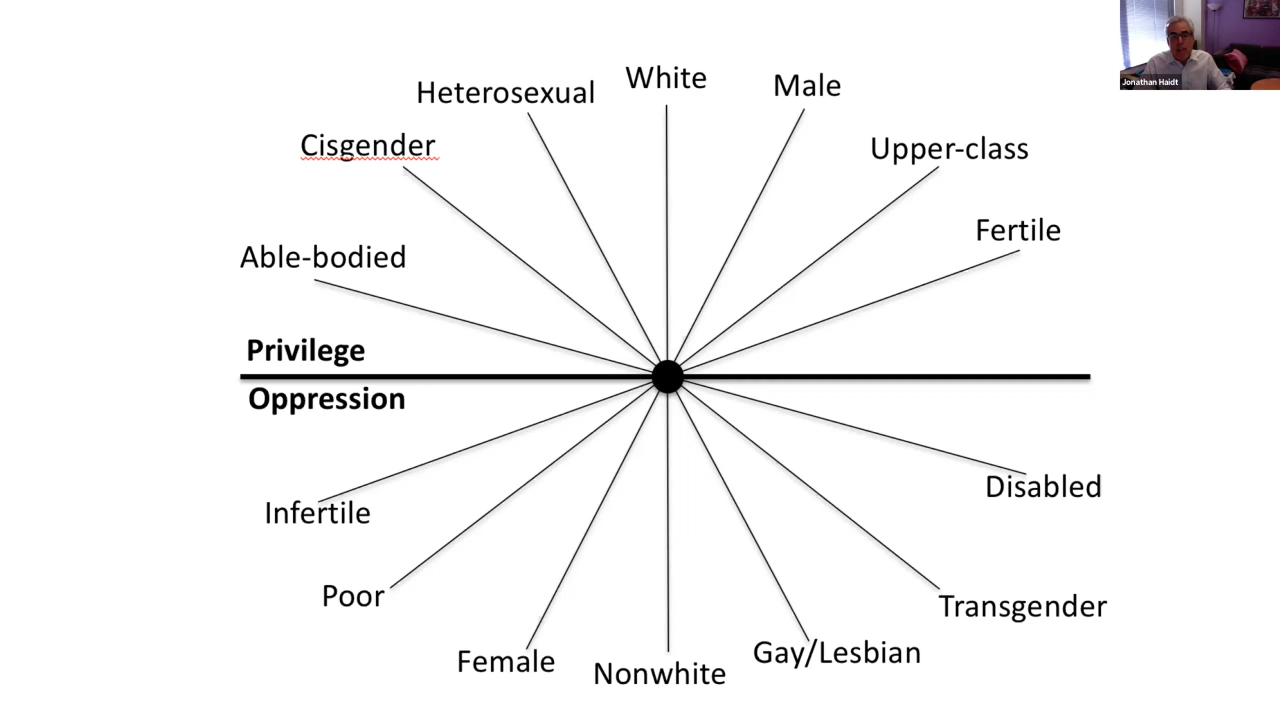 Jonathan Haidt
White
Male
Heterosexual
Cisgender
Upper-class
Fertile
Able-bodied
Privilege
Oppression
Disabled
Infertile
Poor
Transgender
Gay/Lesbian
Female
Nonwhite